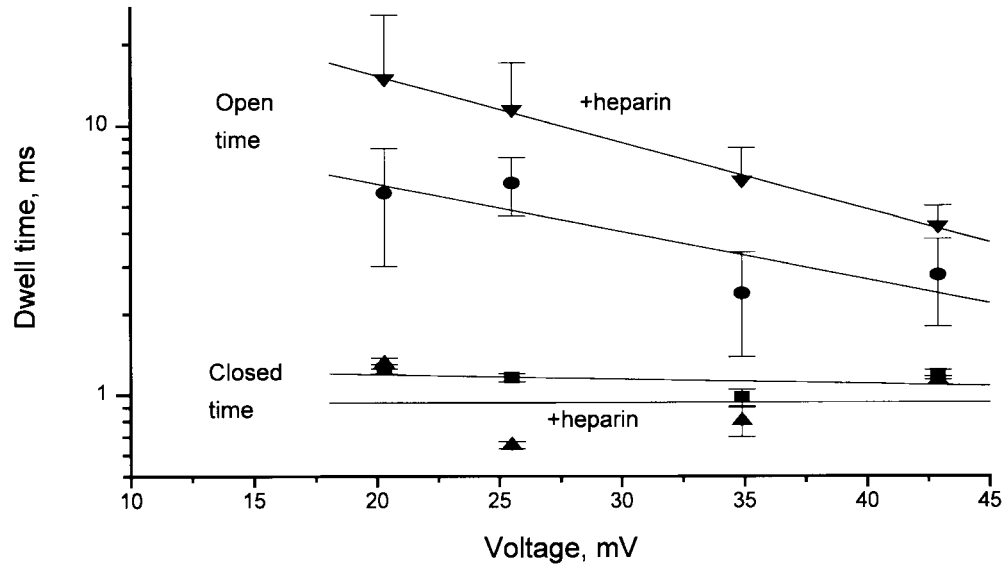 Dwell time, ms
10
1
Open
time
+heparin
Closed
time
+heparin
10
15
20
25
30
35
40
45
Voltage, mV